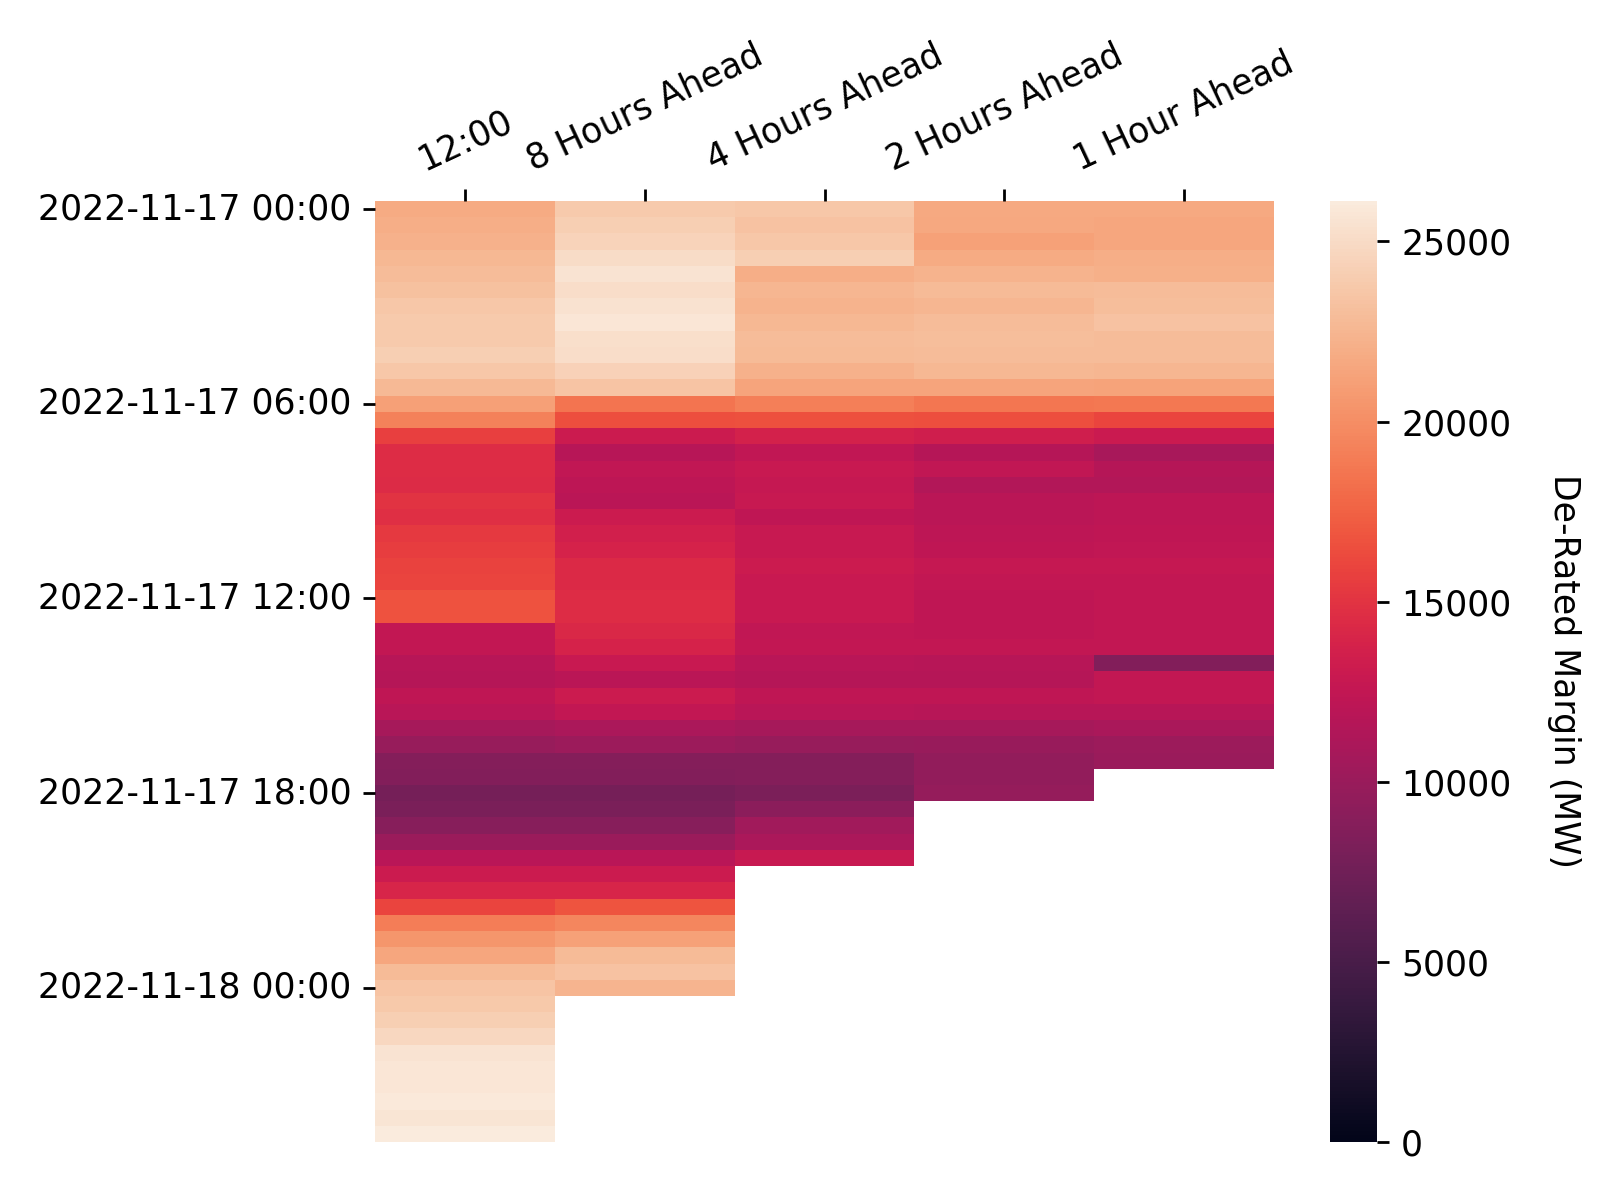 12:00
8 Hours Ahead
4 Hours Ahead
2 Hours Ahead
1 Hour Ahead
2022-11-17 00:00
2022-11-17 06:00
2022-11-17 12:00
2022-11-17 18:00
2022-11-18 00:00
25000
20000
15000
10000
5000
0
De-Rated Margin (MW)